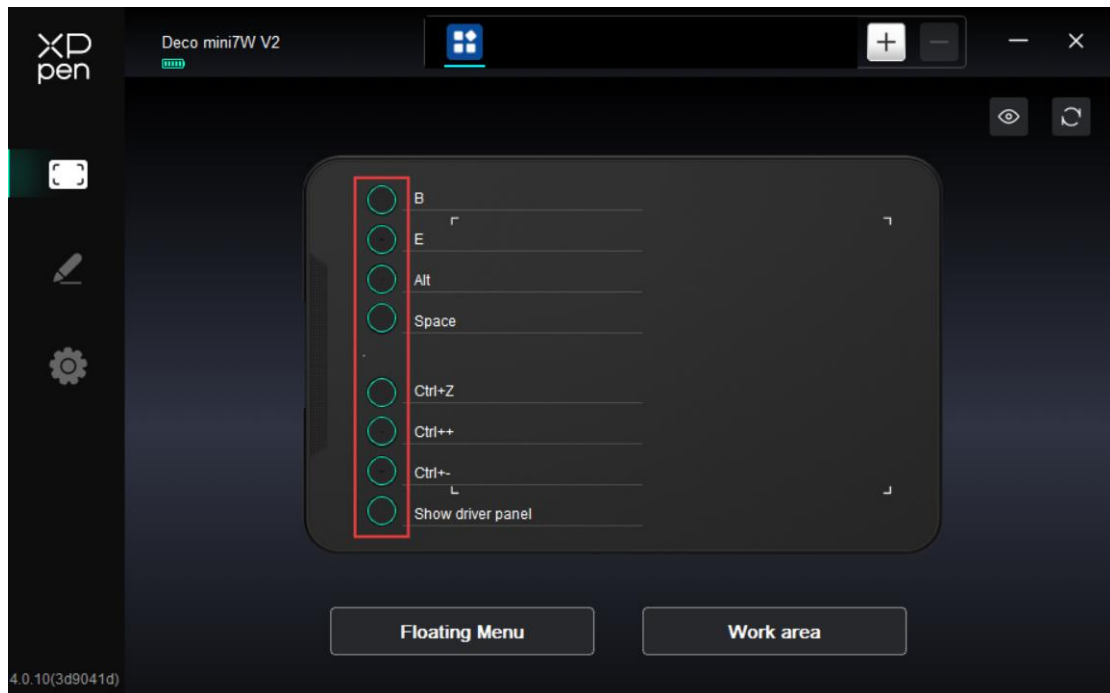 XP
pen
Deco mini7W V2
B
E
Alt
Space
Ctrl+Z
Ctrl++
Ctrl+-
Show driver panel
Floating Menu
Work area
4.0.10(3d9041d)